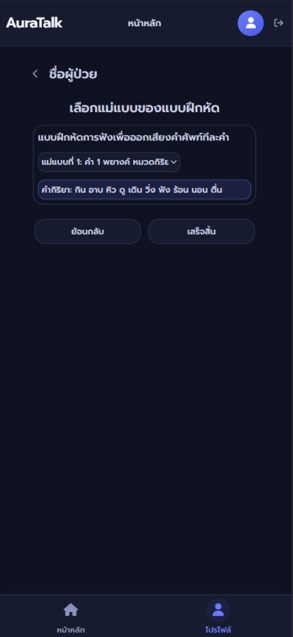 AuraTalk
หน้าหลัก
ชื่อผู้ป่วย
เลือกแม่แบบของแบบฝึกหัด
แบบฝึกหัดการฟังเพื่อออกเสียงคำศัพท์ทีละคำ
แม่แบบที่ 1: คำ 1 พยางค์ หมวดกิริย
คำกิริยา: กิน อาบ หิว ดู เดิน วิ่ง ฟัง ร้อน นอน ตื่น
ย้อนกลับ
เสร็จสิ้น
หน้าหลัก
โปรไฟล์